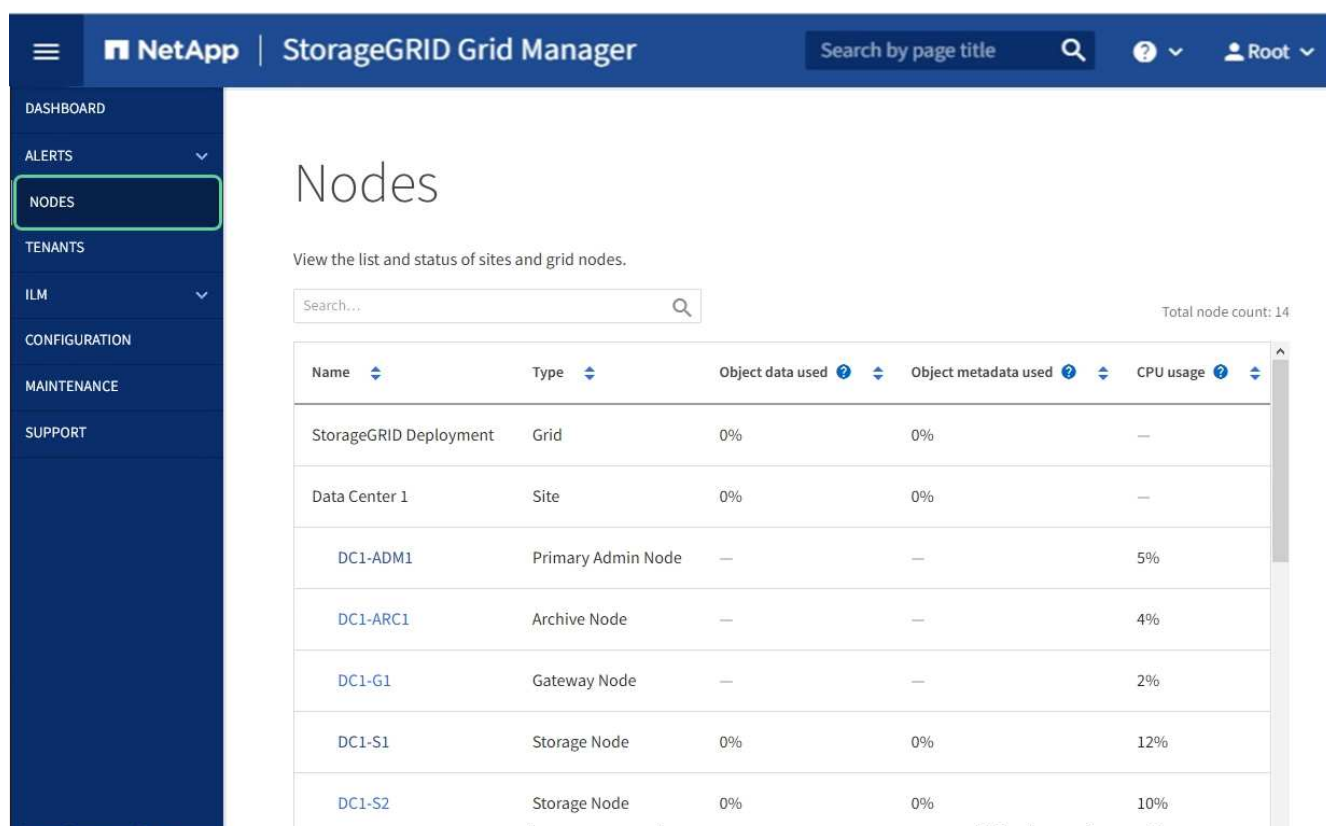 NetApp | StorageGRID Grid Manager Search by page title ? Root
DASHBOARD
ALERTS
NODES
TENANTS
ILM
CONFIGURATION
MAINTENANCE
SUPPORT
Nodes
View the list and status of sites and grid nodes.
Search...
Total node count: 14
Name Type Object data used ? Object metadata used ? CPU usage ?
StorageGRID Deployment Grid 0% 0% —
Data Center 1 Site 0% 0% —
DC1-ADM1 Primary Admin Node — — 5%
DC1-ARC1 Archive Node — — 4%
DC1-G1 Gateway Node — — 2%
DC1-S1 Storage Node 0% 0% 12%
DC1-S2 Storage Node 0% 0% 10%